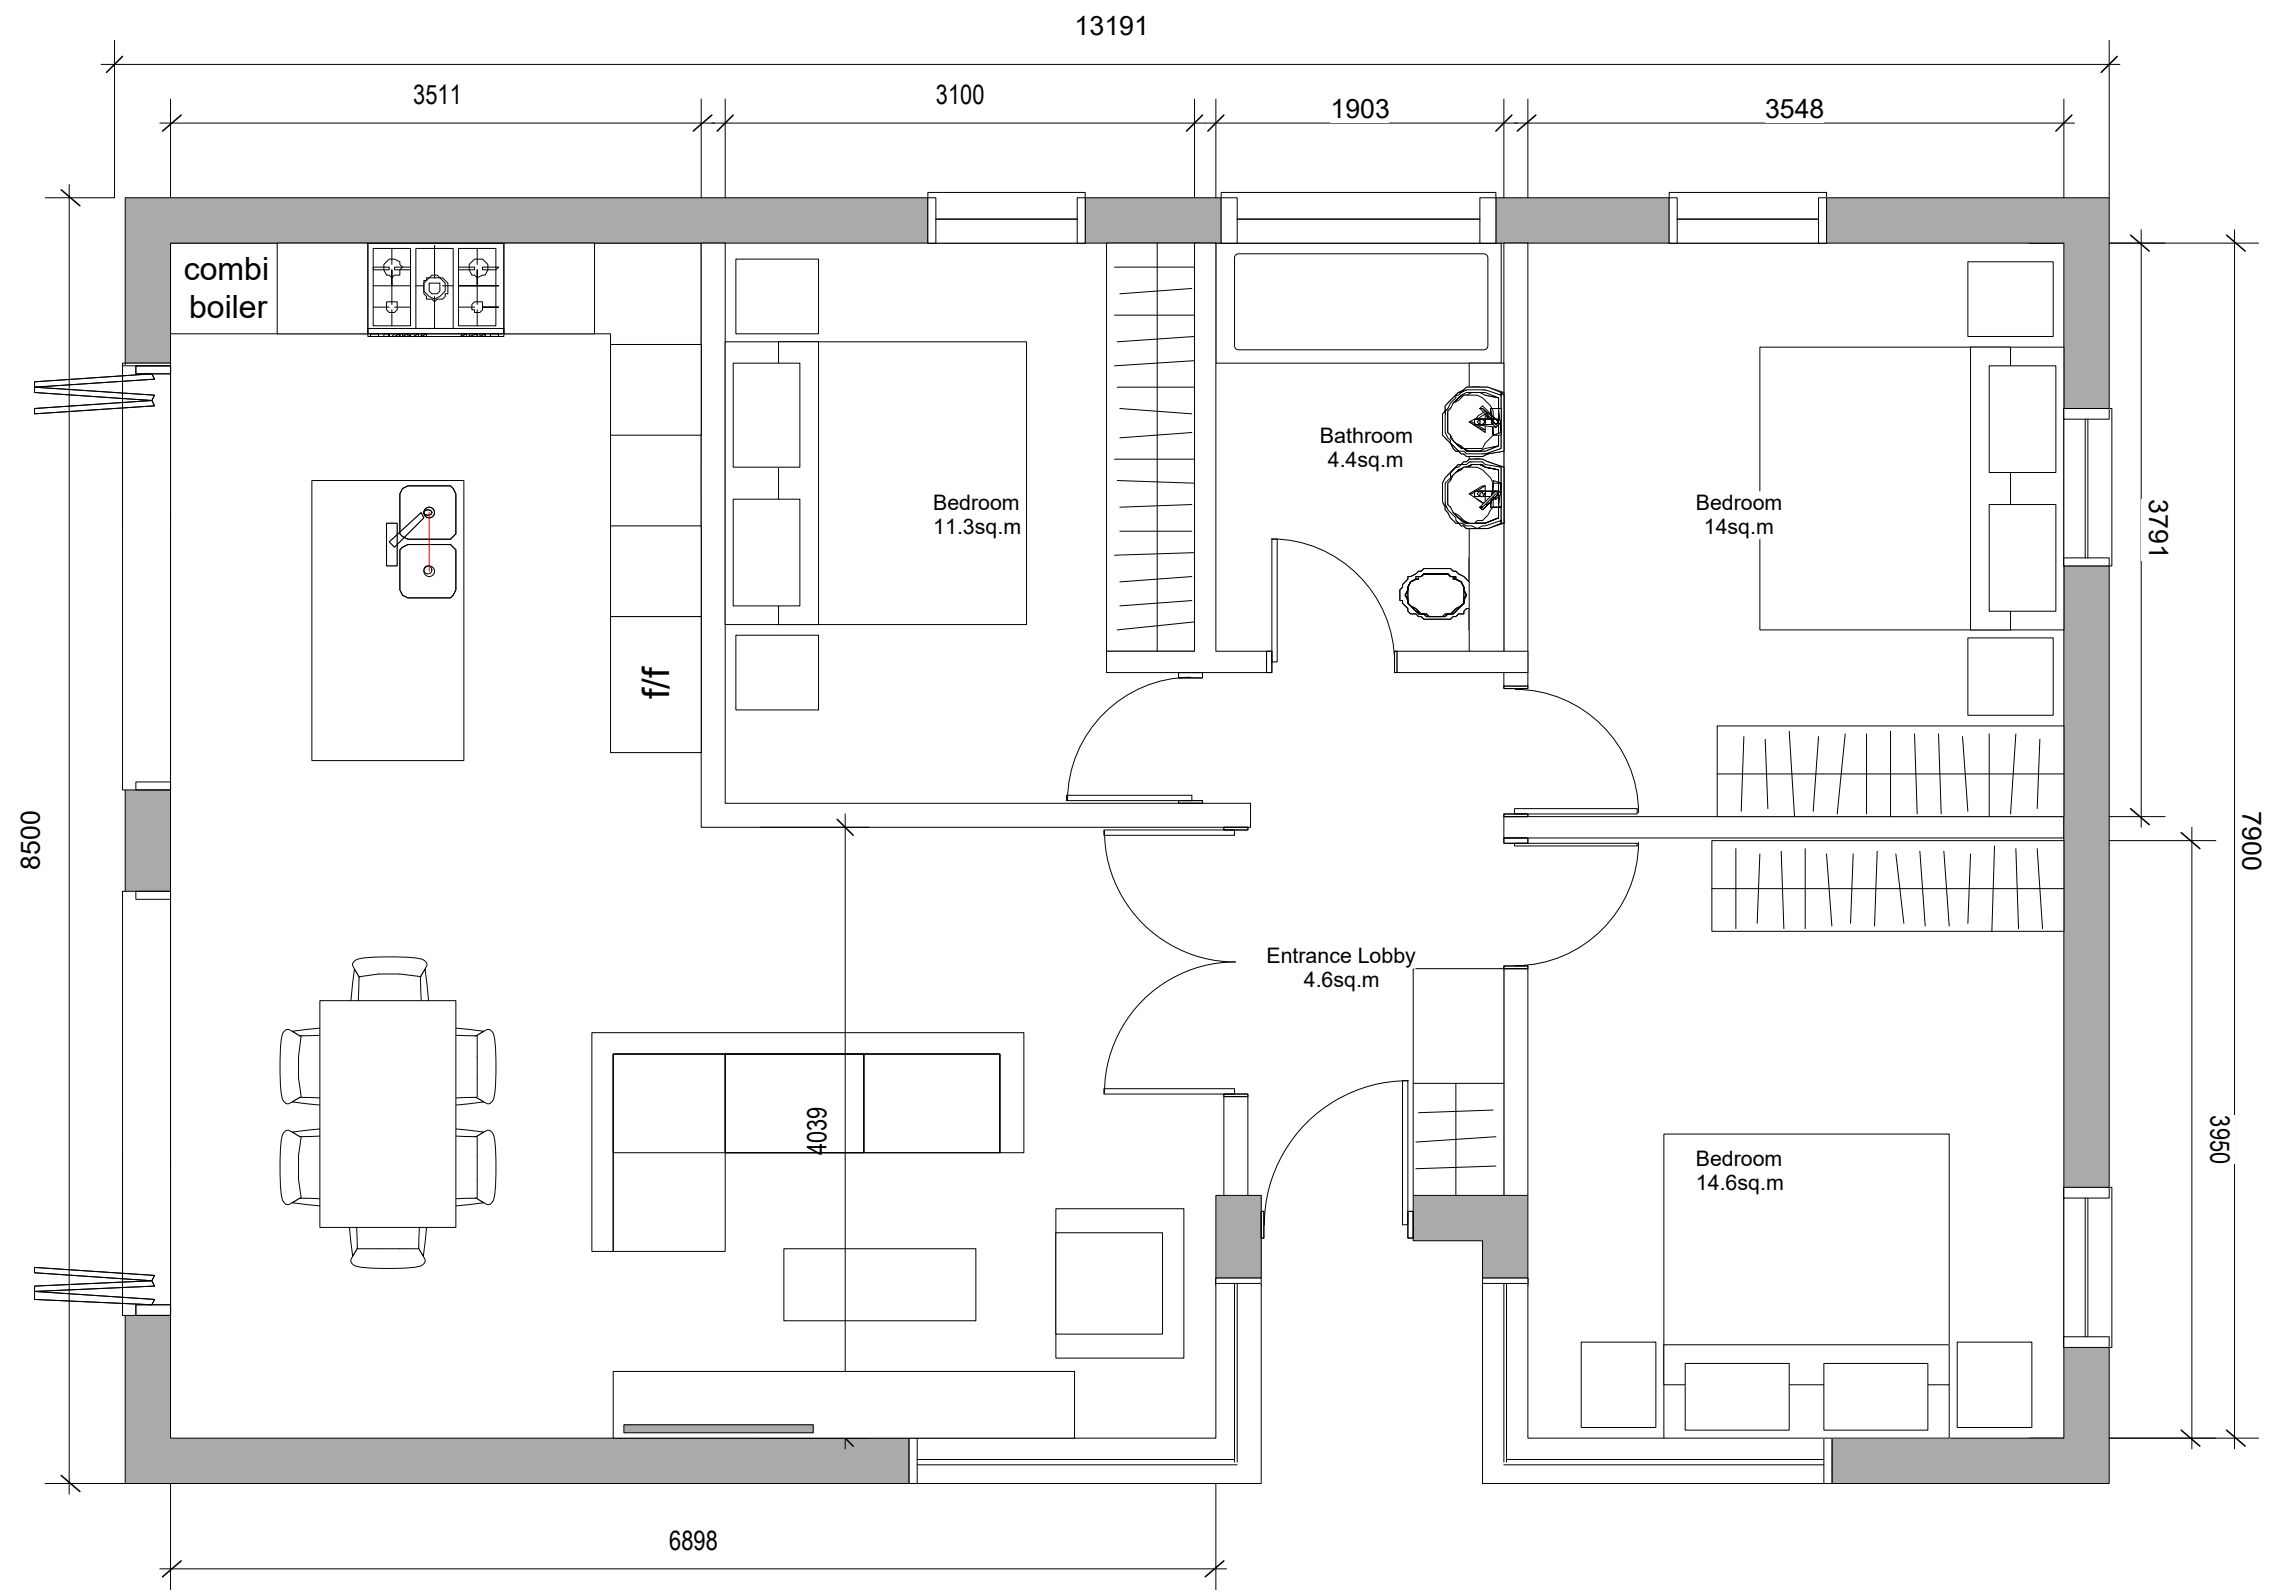 13191
3511
3100
1903
3548
combi
boiler
Bathroom
4.4sq.m
Bedroom
11.3sq.m
Bedroom
14sq.m
3791
f/f
8500
7900
Entrance Lobby
4.6sq.m
4039
3950
Bedroom
14.6sq.m
6898